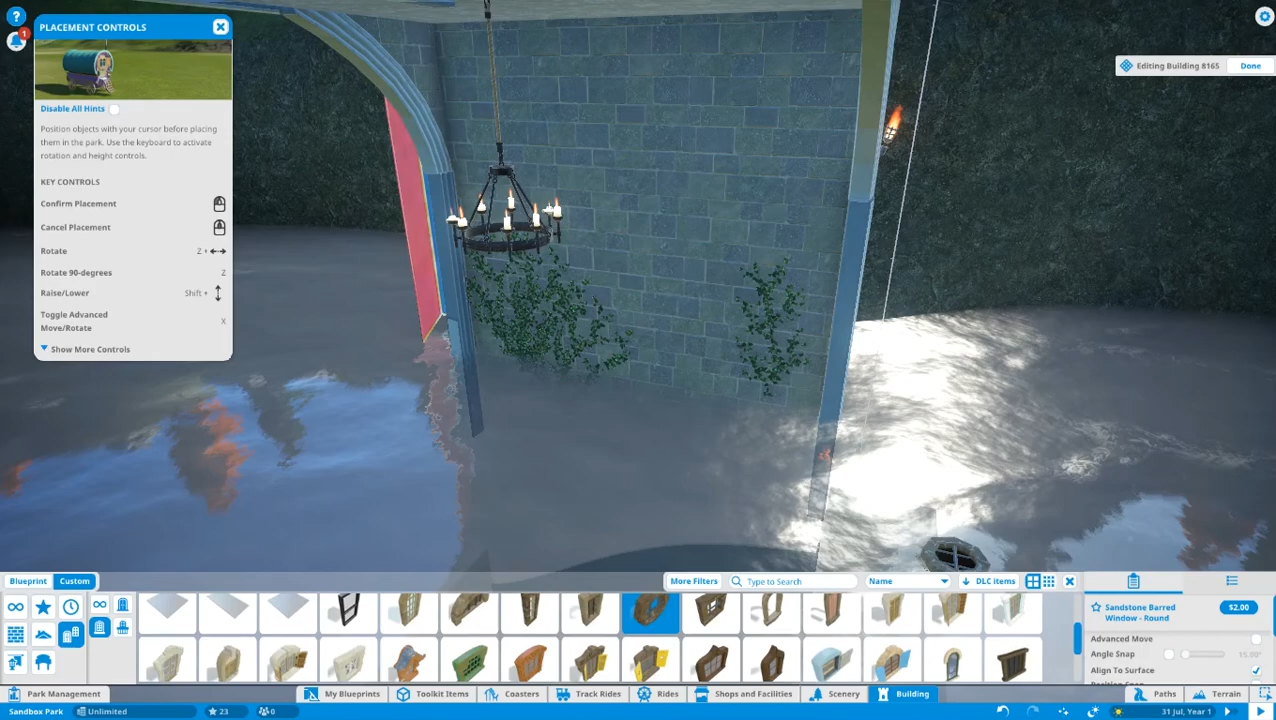 ?
1
PLACEMENT CONTROLS
Disable All Hints
Position objects with your cursor before placing
them in the park. Use the keyboard to activate
rotation and height controls.
KEY CONTROLS
Confirm Placement
Cancel Placement
Rotate Z +
Rotate 90-degrees Z
Raise/Lower Shift +
Toggle Advanced
Move/Rotate X
Show More Controls
Editing Building 8165 Done
Blueprint Custom More Filters Type to Search Name DLC items
Sandstone Barred
Window - Round $2.00
Advanced Move
Angle Snap 15.00°
Align To Surface
Park Management My Blueprints Toolkit Items Coasters Track Rides Rides Shops and Facilities Scenery Building Paths Terrain
Sandbox Park Unlimited 23 0 31 Jul, Year 1